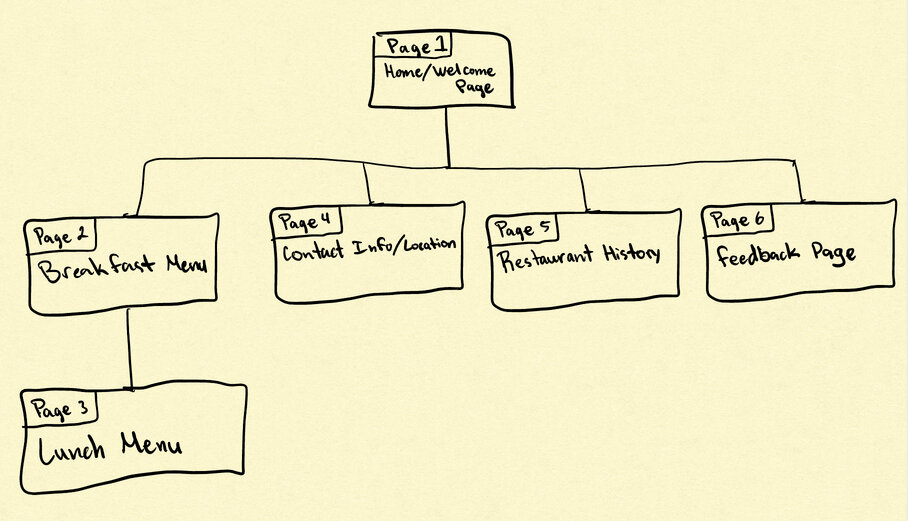 Page 1
Home/Welcome
Page
Page 2
Breakfast Menu
Page 4
Contact Info/Location
Page 5
Restaurant History
Page 6
Feedback Page
Page 3
Lunch Menu